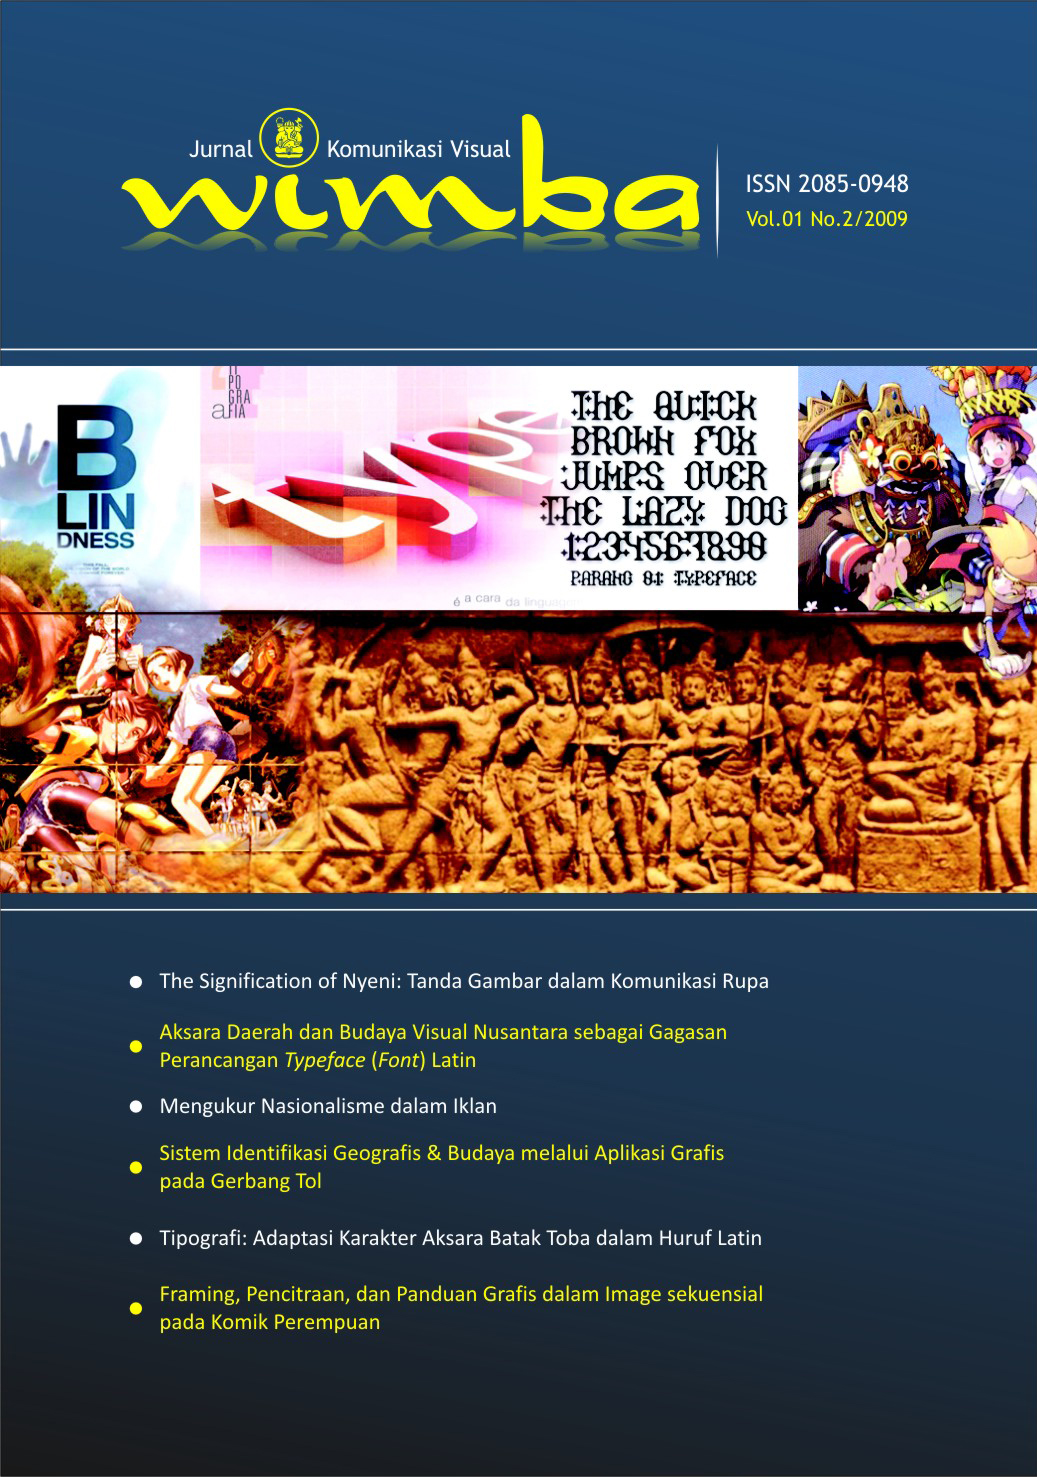 Jurnal Komunikasi Visual
wimba
ISSN 2085-0948
Vol.01 No.2/2009
B
LIN
DNESS
TI
PO
GRA
aFIA
type
é a cara da linguagem
THE QUICK
BROWN FOX
JUMPS OVER
THE LAZY DOG
1234567890
PARAHO 81 TYPEFACE
The Signification of Nyeni: Tanda Gambar dalam Komunikasi Rupa
Aksara Daerah dan Budaya Visual Nusantara sebagai Gagasan
Perancangan Typeface (Font) Latin
Mengukur Nasionalisme dalam Iklan
Sistem Identifikasi Geografis & Budaya melalui Aplikasi Grafis
pada Gerbang Tol
Tipografi: Adaptasi Karakter Aksara Batak Toba dalam Huruf Latin
Framing, Pencitraan, dan Panduan Grafis dalam Image sekuensial
pada Komik Perempuan